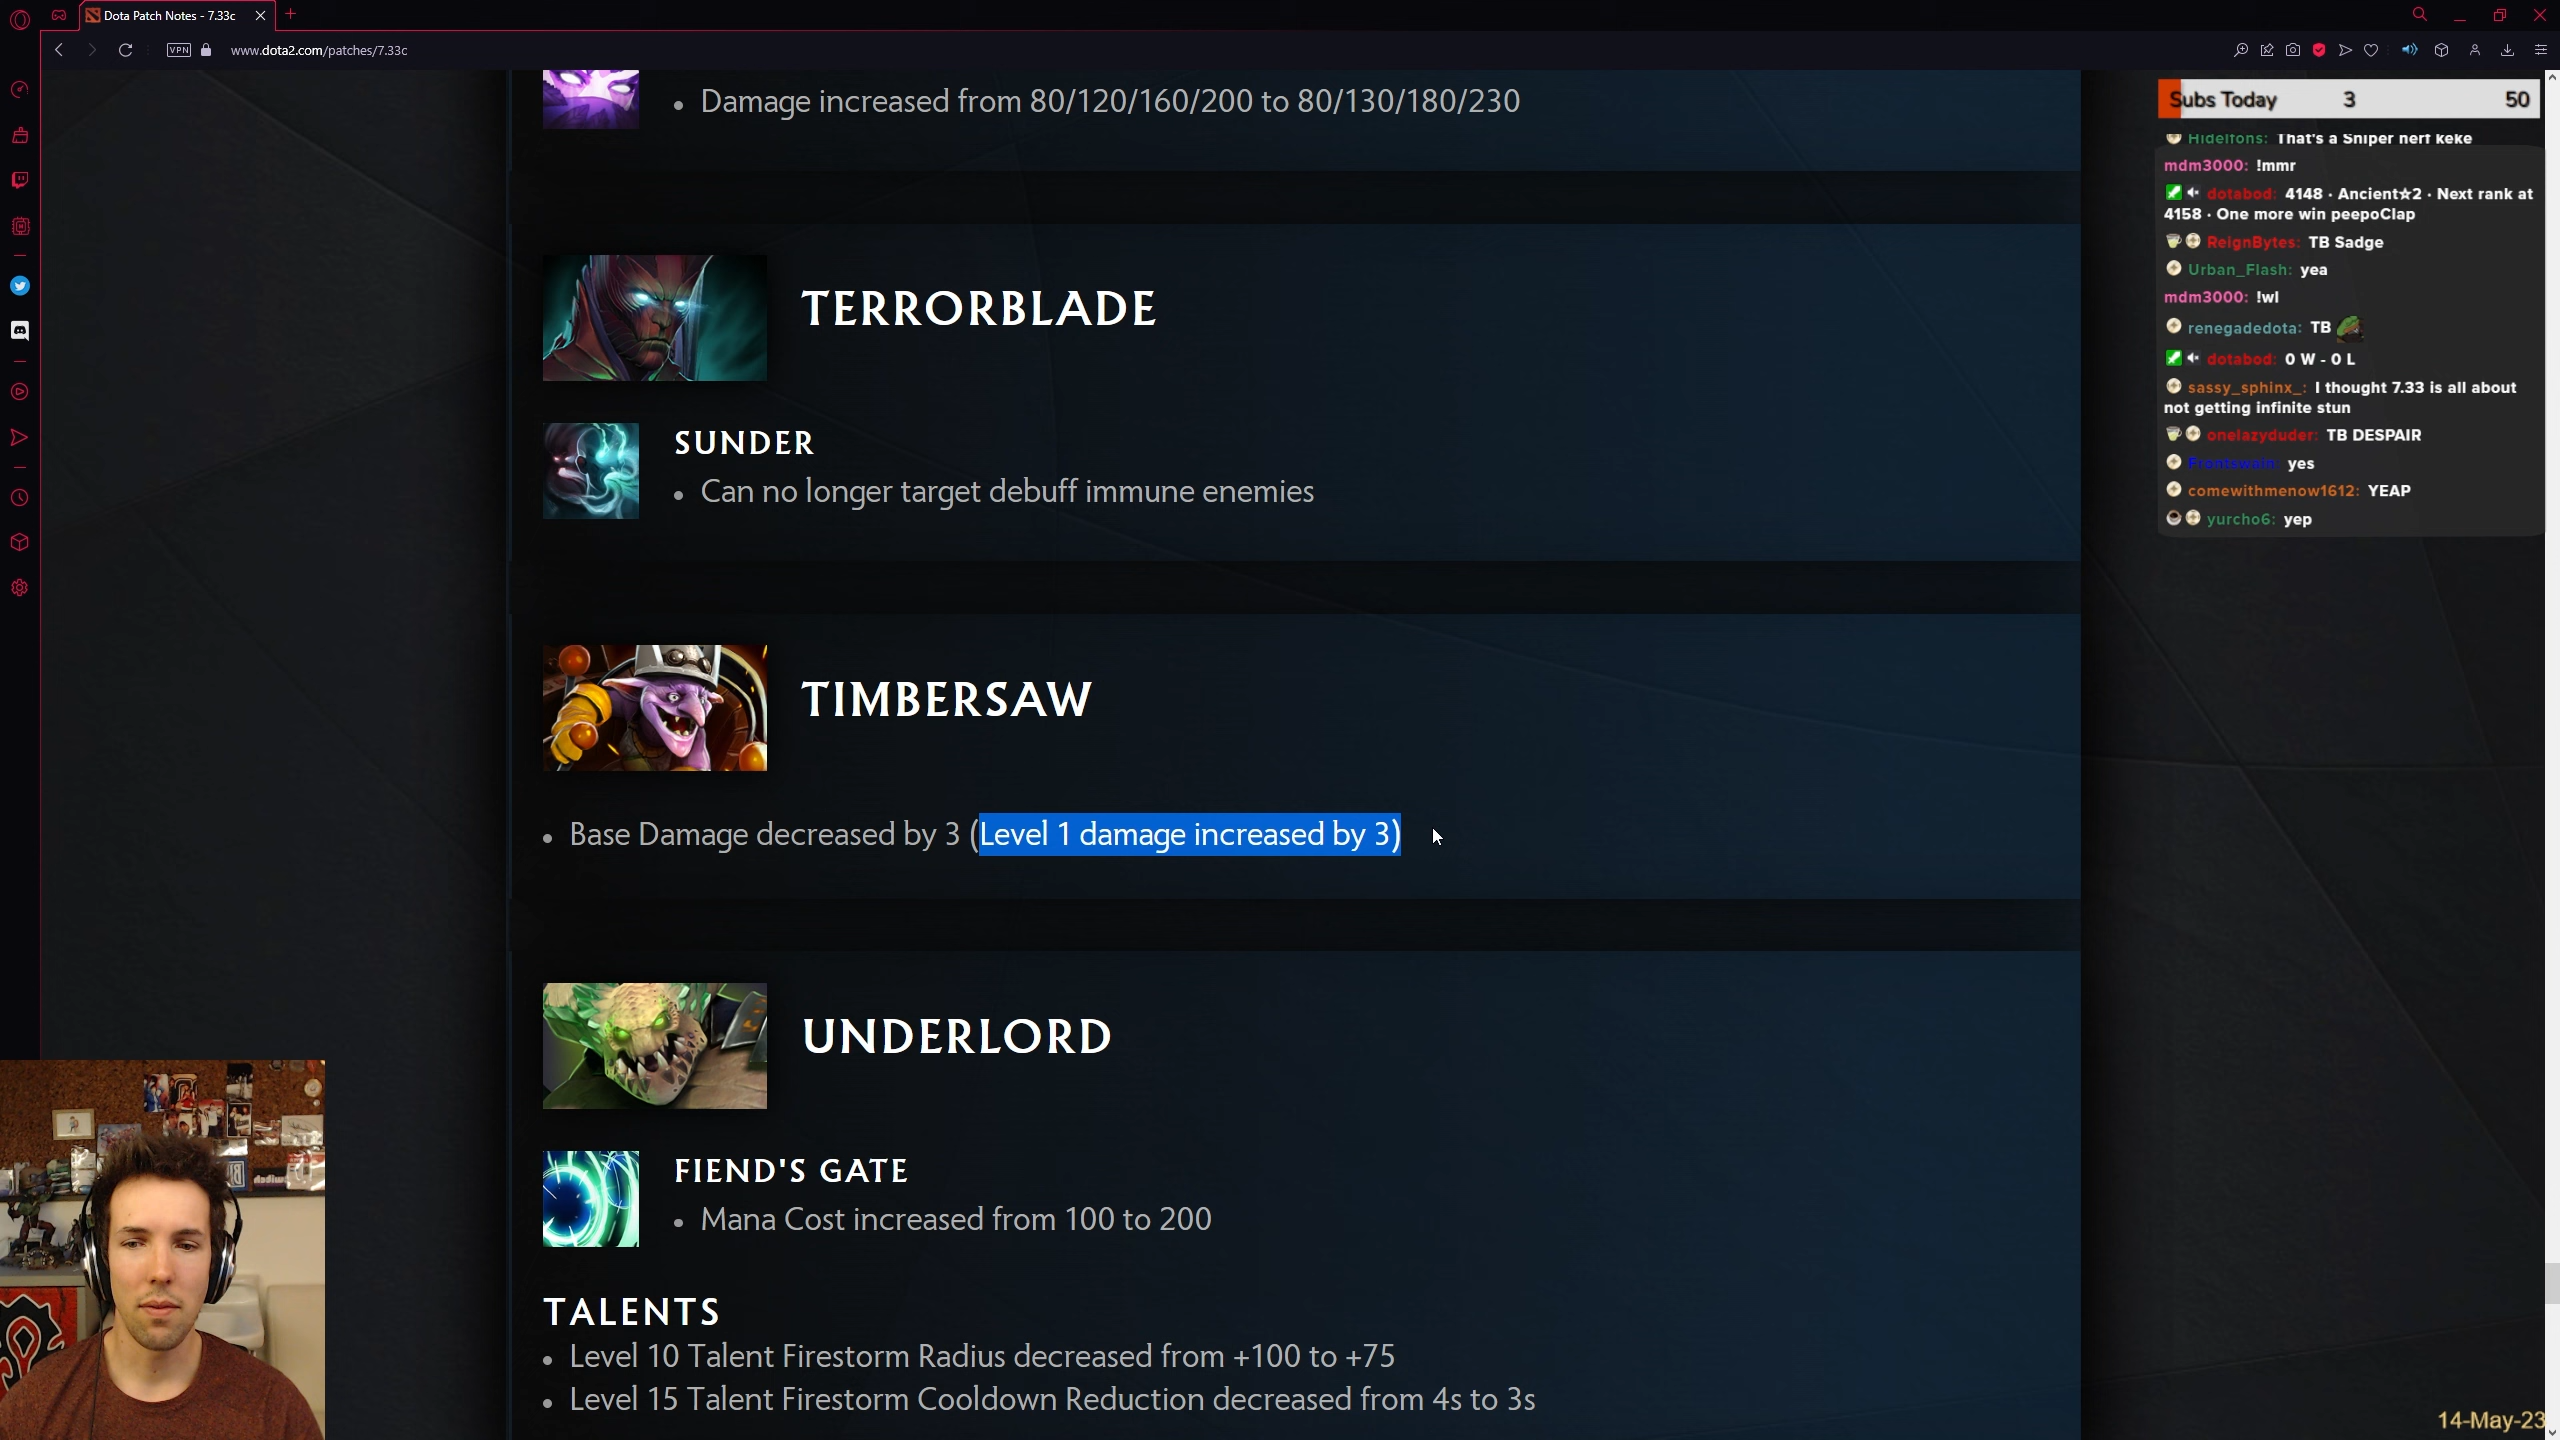 Dota Patch Notes - 7.33c
VPN
www.dota2.com/patches/7.33c
Damage increased from 80/120/160/200 to 80/130/180/230
TERRORBLADE
SUNDER
Can no longer target debuff immune enemies
TIMBERSAW
Base Damage decreased by 3 (Level 1 damage increased by 3)
UNDERLORD
FIEND'S GATE
Mana Cost increased from 100 to 200
TALENTS
Level 10 Talent Firestorm Radius decreased from +100 to +75
Level 15 Talent Firestorm Cooldown Reduction decreased from 4s to 3s
Subs Today 3 50
Hidelfons: That's a Sniper nerf keke
mdm3000: !mmr
dotabod: 4148 · Ancient☆2 · Next rank at
4158 · One more win peepoClap
ReignBytes: TB Sadge
Urban_Flash: yea
mdm3000: !wl
renegadedota: TB
dotabod: 0 W - 0 L
sassy_sphinx_: I thought 7.33 is all about
not getting infinite stun
onelazyduder: TB DESPAIR
Frontswain: yes
comewithmenow1612: YEAP
yurcho6: yep
14-May-23